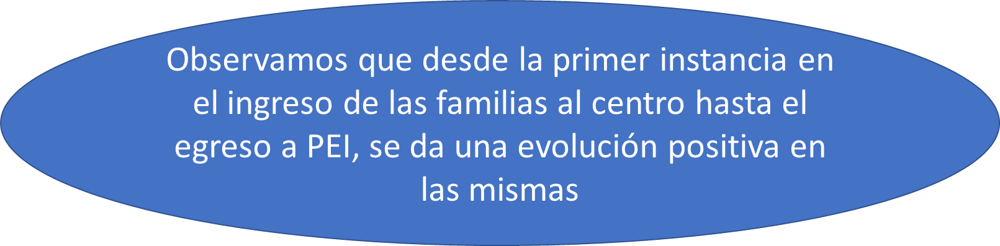 Observamos que desde la primer instancia en
el ingreso de las familias al centro hasta el
egreso a PEI, se da una evolución positiva en
las mismas